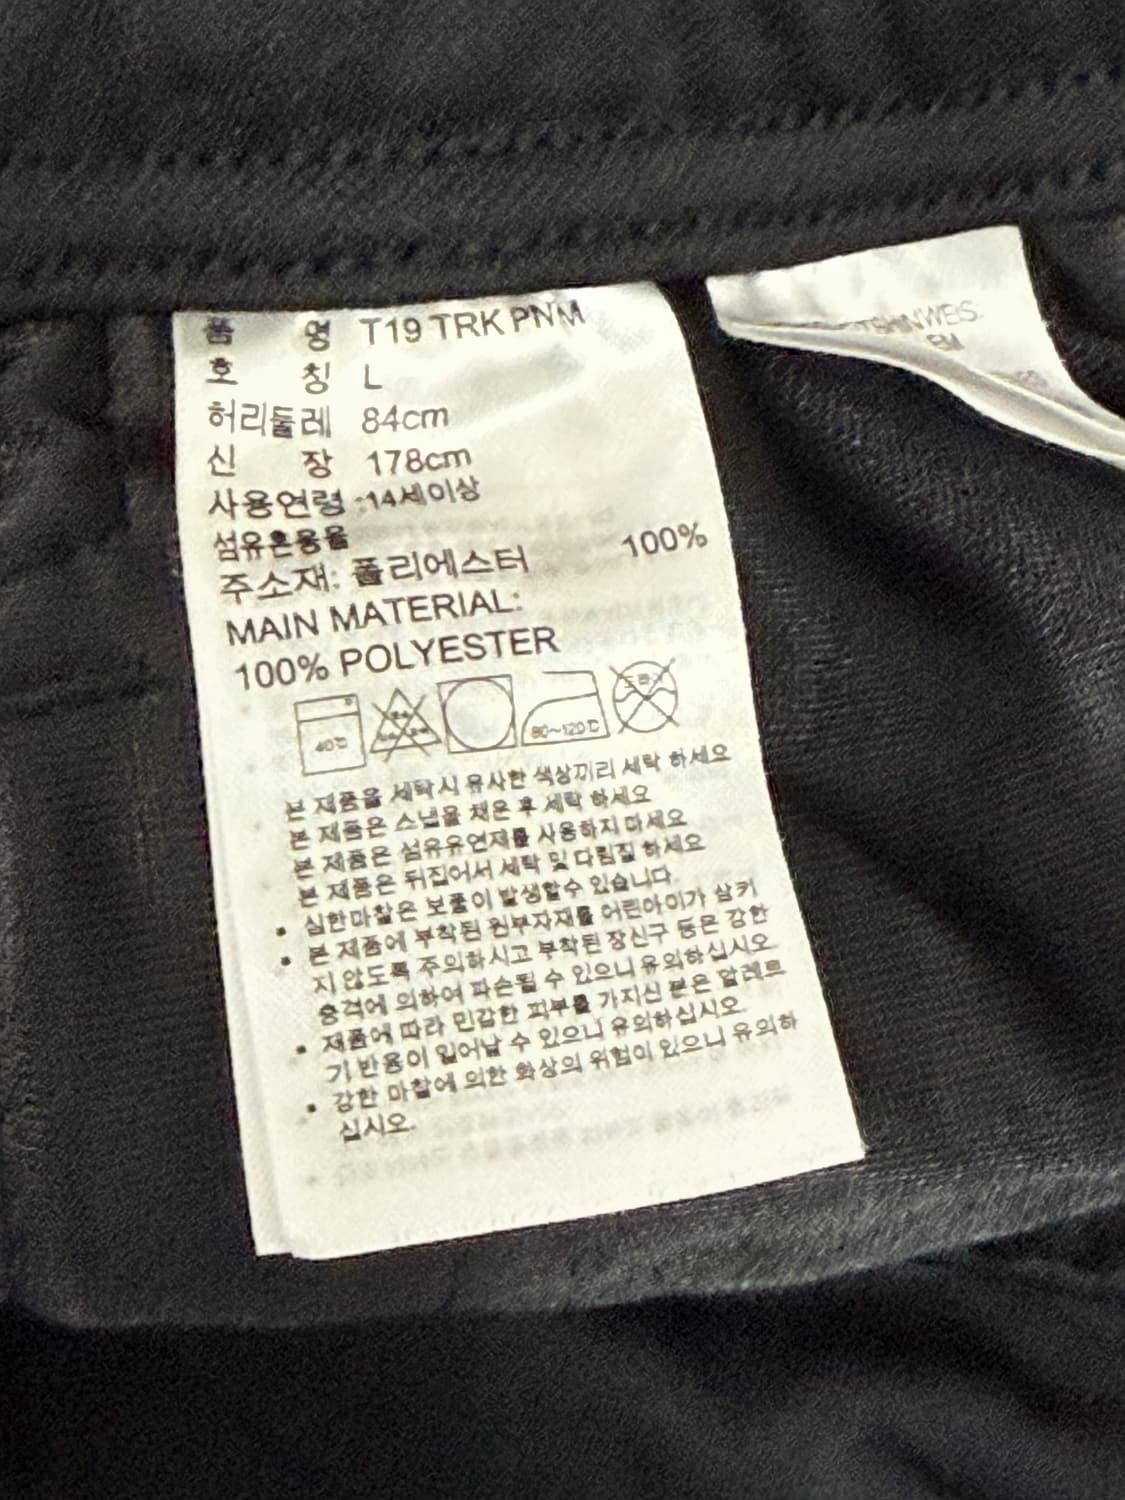 품 명 T19 TRK PNM
호 칭 L
허리둘레 84cm
신 장 178cm
사용연령 :14세이상
섬유혼용율
주소재: 폴리에스터 100%
MAIN MATERIAL:
100% POLYESTER
40℃
80~120℃
드라이
본 제품을 세탁시 유사한 색상끼리 세탁 하세요
본 제품은 스냅을 채운 후 세탁 하세요
본 제품은 섬유유연제를 사용하지 마세요
본 제품은 뒤집어서 세탁 및 다림질 하세요
• 심한마찰은 보풀이 발생할수 있습니다.
• 본 제품에 부착된 원부자재를 어린아이가 삼키
지 않도록 주의하시고 부착된 장신구 등은 강한
충격에 의하여 파손될 수 있으니 유의하십시오
• 제품에 따라 민감한 피부를 가지신 분은 알레르
기 반응이 일어날 수 있으니 유의하십시오.
• 강한 마찰에 의한 화상의 위험이 있으니 유의하
십시오.